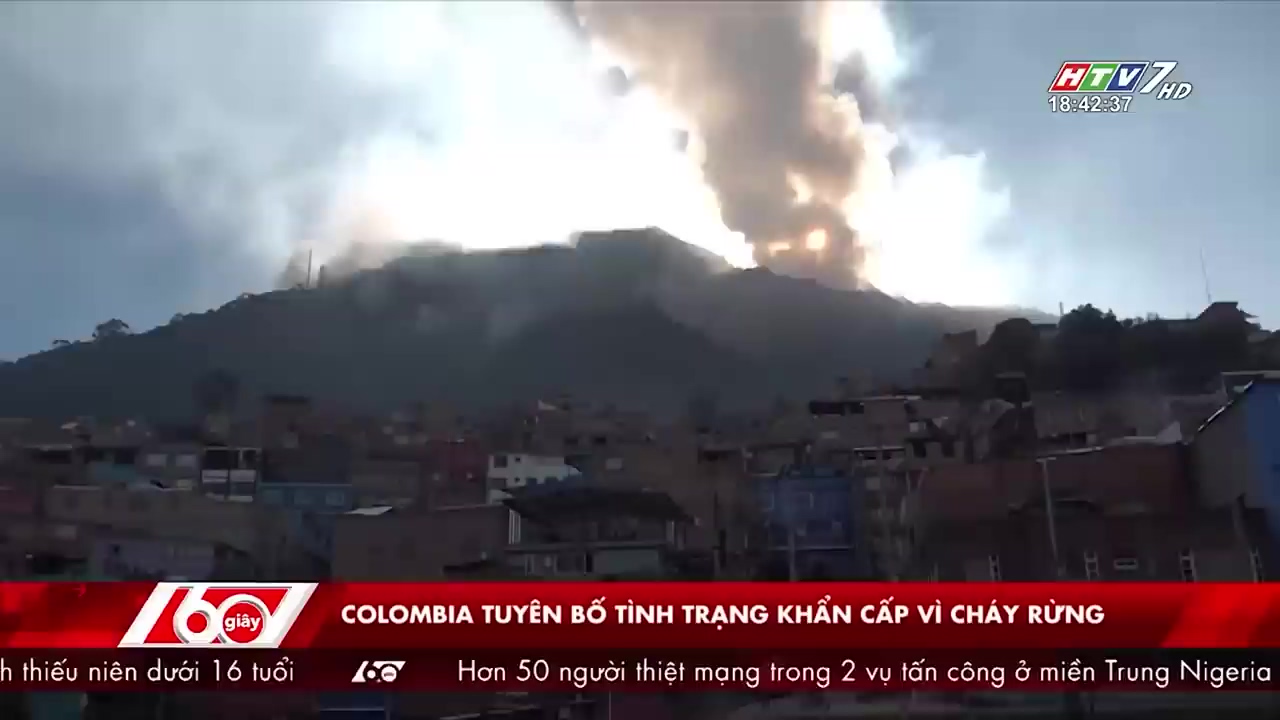 HTV7 HD
18:42:37
60 giây COLOMBIA TUYÊN BỐ TÌNH TRẠNG KHẨN CẤP VÌ CHÁY RỪNG
h thiếu niên dưới 16 tuổi 60 giây Hơn 50 người thiệt mạng trong 2 vụ tấn công ở miền Trung Nigeria